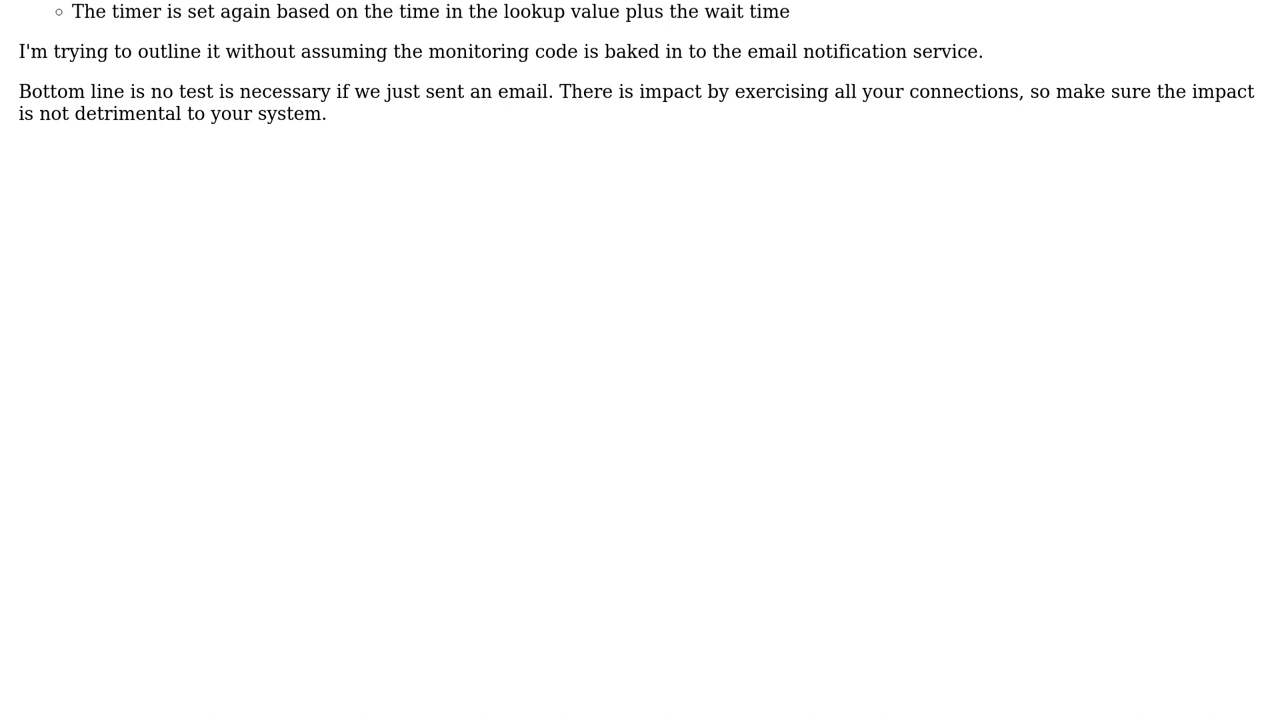 The timer is set again based on the time in the lookup value plus the wait time
I'm trying to outline it without assuming the monitoring code is baked in to the email notification service.
Bottom line is no test is necessary if we just sent an email. There is impact by exercising all your connections, so make sure the impact
is not detrimental to your system.